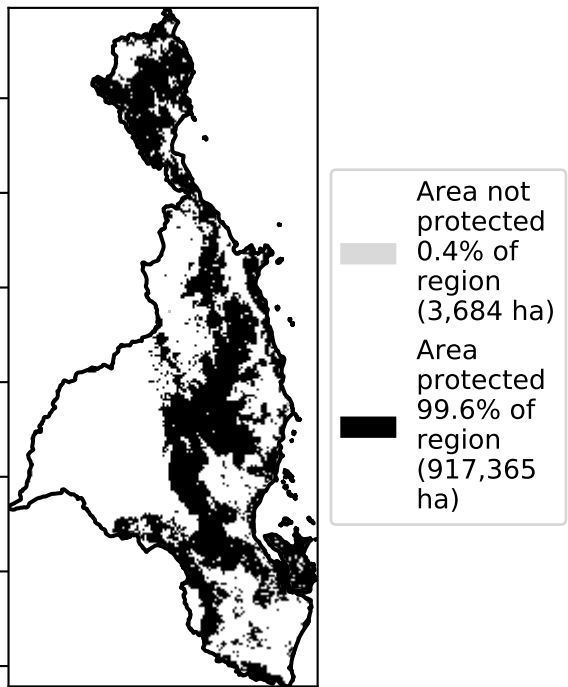 Area not
protected
0.4% of
region
(3,684 ha)
Area
protected
99.6% of
region
(917,365
ha)